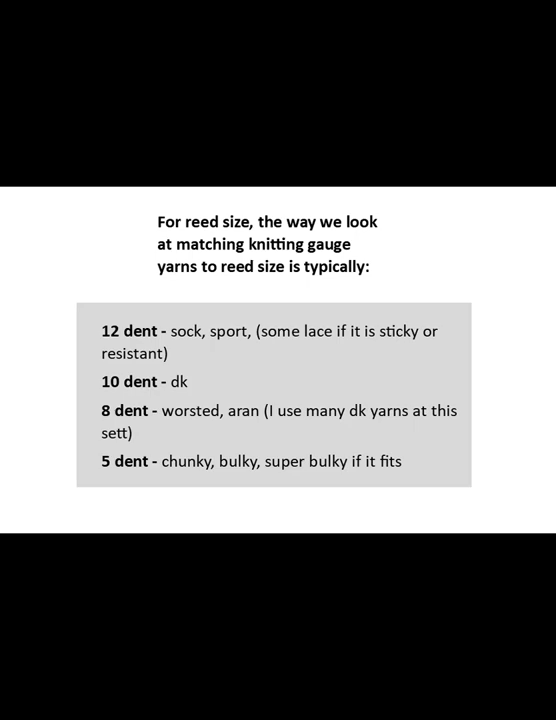 For reed size, the way we look
at matching knitting gauge
yarns to reed size is typically:
12 dent - sock, sport, (some lace if it is sticky or
resistant)
10 dent - dk
8 dent - worsted, aran (I use many dk yarns at this
sett)
5 dent - chunky, bulky, super bulky if it fits